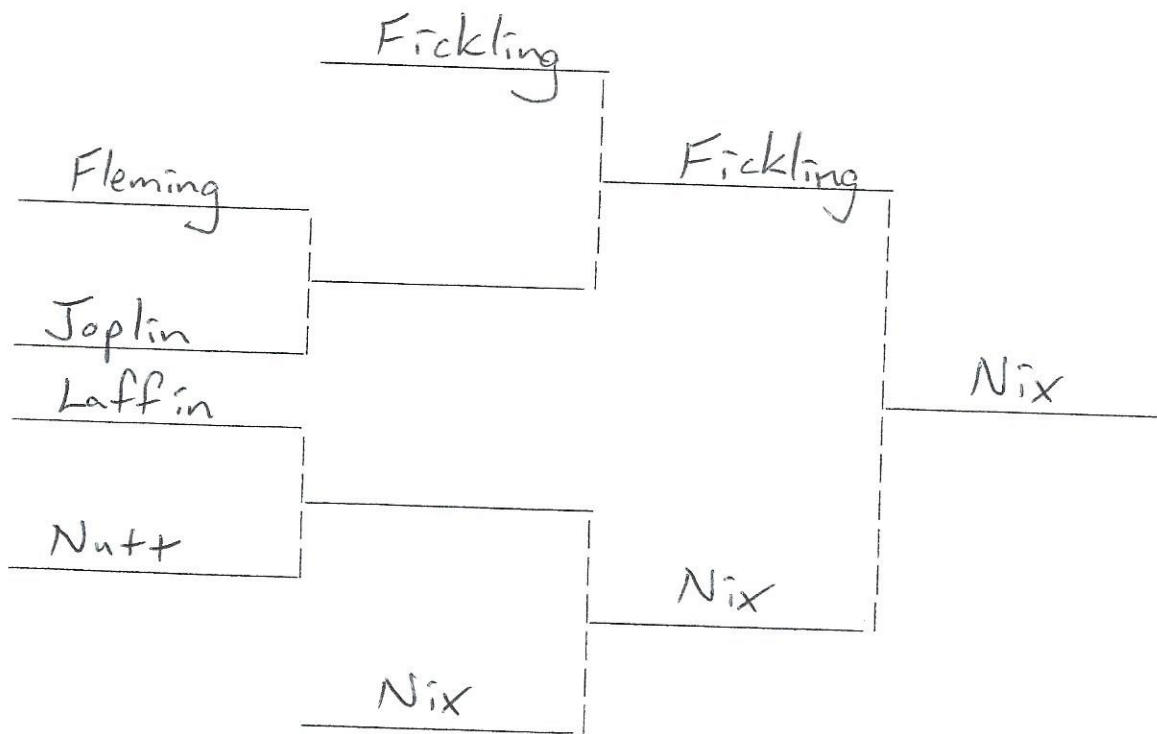 Fickling
Fleming
Fickling
Joplin
Laffin
Nix
Nutt
Nix
Nix